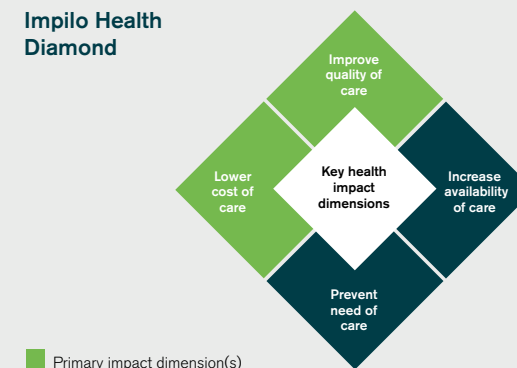 Impilo Health
Diamond
Improve
quality of
care
Lower
cost of
care
Key health
impact
dimensions
Increase
availability
of care
Prevent
need of
care
Primary impact dimension(s)